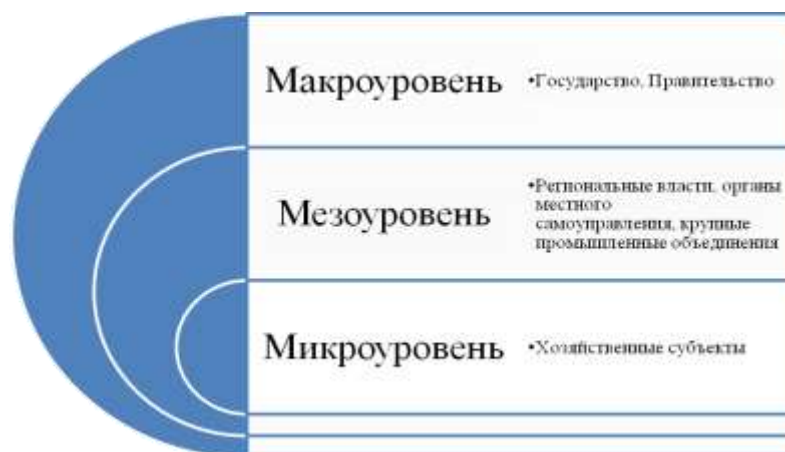 Макроуровень
•Государство, Правительство
Мезоуровень
•Региональные власти, органы
местного
самоуправления, крупные
промышленные объединения
Микроуровень
•Хозяйственные субъекты